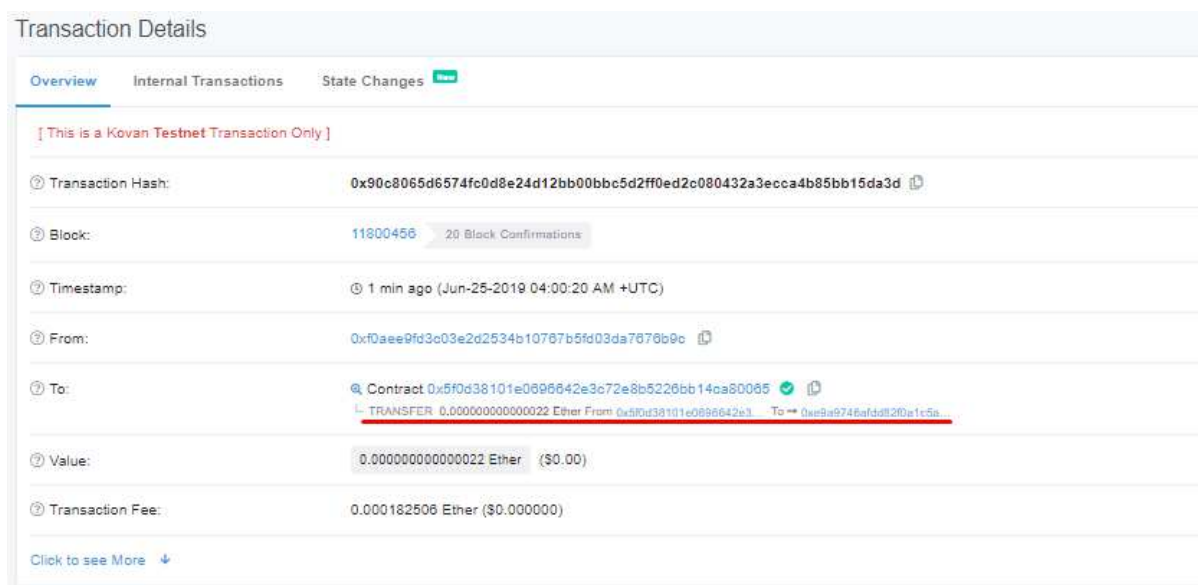 Transaction Details
Overview Internal Transactions State Changes New
[ This is a Kovan Testnet Transaction Only ]
Transaction Hash: 0x90c8065d6574fc0d8e24d12bb00bbc5d2ff0ed2c080432a3ecca4b85bb15da3d
Block: 11800456 20 Block Confirmations
Timestamp: 1 min ago (Jun-25-2019 04:00:20 AM +UTC)
From: 0xf0aee9fd3c03e2d2534b10767b5fd03da7676b9c
To: Contract 0x5f0d38101e0696642e3c72e8b5226bb14ca80065
TRANSFER 0.000000000000022 Ether From 0x5f0d38101e0696642e3... To → 0xe9a9746afdd82f0a1c5a...
Value: 0.000000000000022 Ether ($0.00)
Transaction Fee: 0.000182506 Ether ($0.000000)
Click to see More